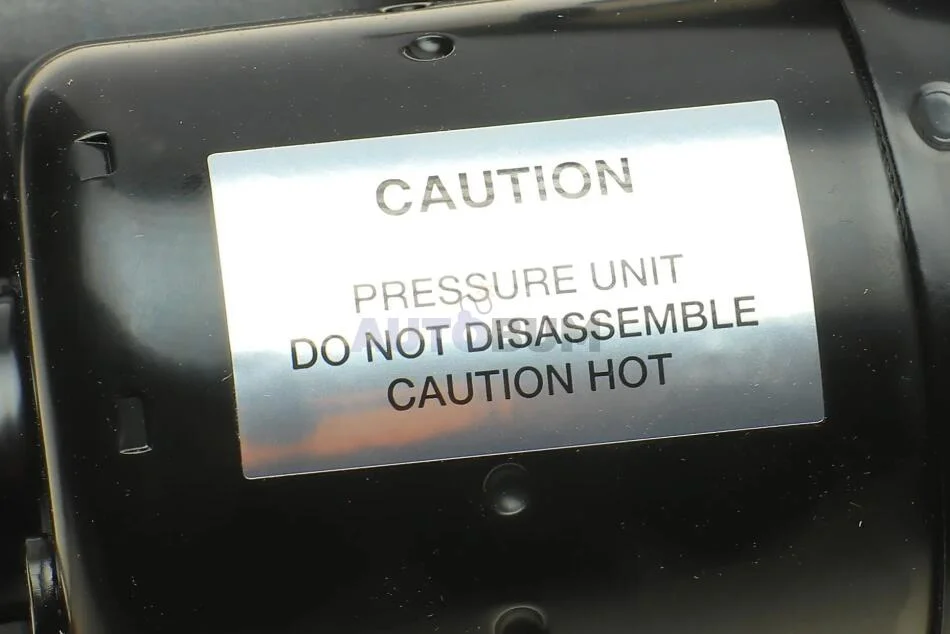 CAUTION
PRESSURE UNIT
DO NOT DISASSEMBLE
CAUTION HOT